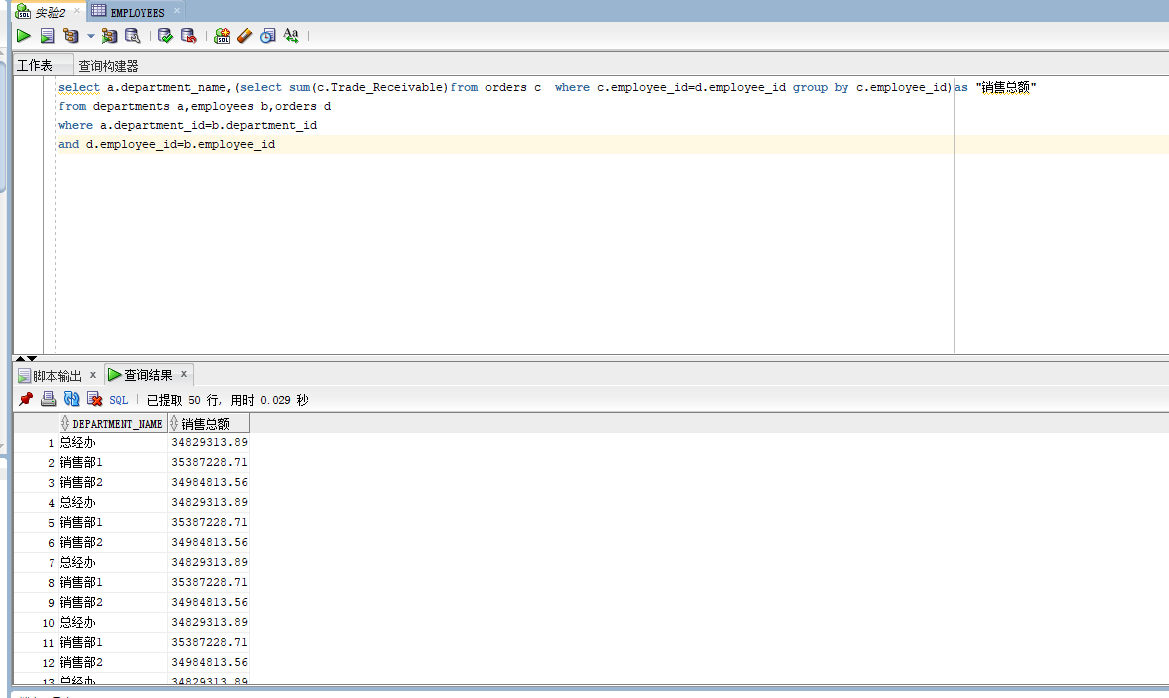 实验2 × EMPLOYEES ×
SQL Aa
工作表 查询构建器
select a.department_name,(select sum(c.Trade_Receivable)from orders c  where c.employee_id=d.employee_id group by c.employee_id)as "销售总额"
from departments a,employees b,orders d
where a.department_id=b.department_id
and d.employee_id=b.employee_id
脚本输出 × 查询结果 ×
SQL | 已提取 50 行, 用时 0.029 秒
DEPARTMENT_NAME 销售总额
1 总经办 34829313.89
2 销售部1 35387228.71
3 销售部2 34984813.56
4 总经办 34829313.89
5 销售部1 35387228.71
6 销售部2 34984813.56
7 总经办 34829313.89
8 销售部1 35387228.71
9 销售部2 34984813.56
10 总经办 34829313.89
11 销售部1 35387228.71
12 销售部2 34984813.56
13 总经办 34829313.89